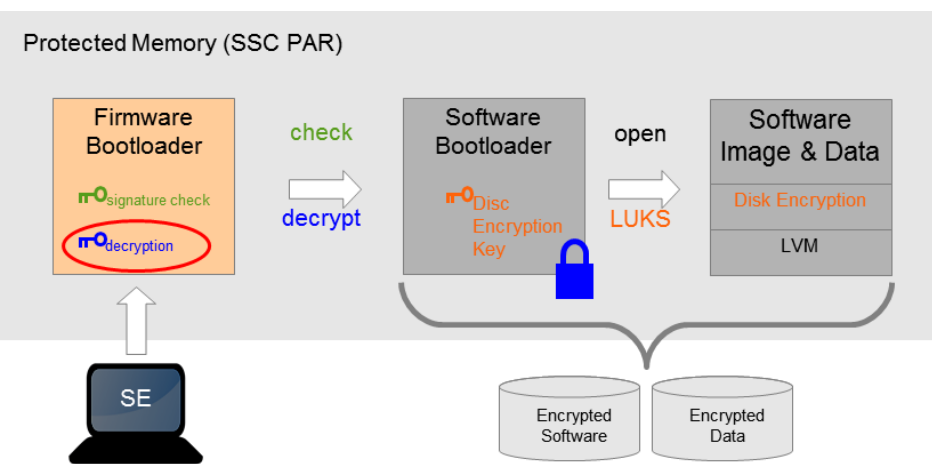 Protected Memory (SSC PAR)
Firmware
Bootloader
signature check
decryption
check
decrypt
Software
Bootloader
Disc
Encryption
Key
open
LUKS
Software
Image & Data
Disk Encryption
LVM
SE
Encrypted
Software
Encrypted
Data